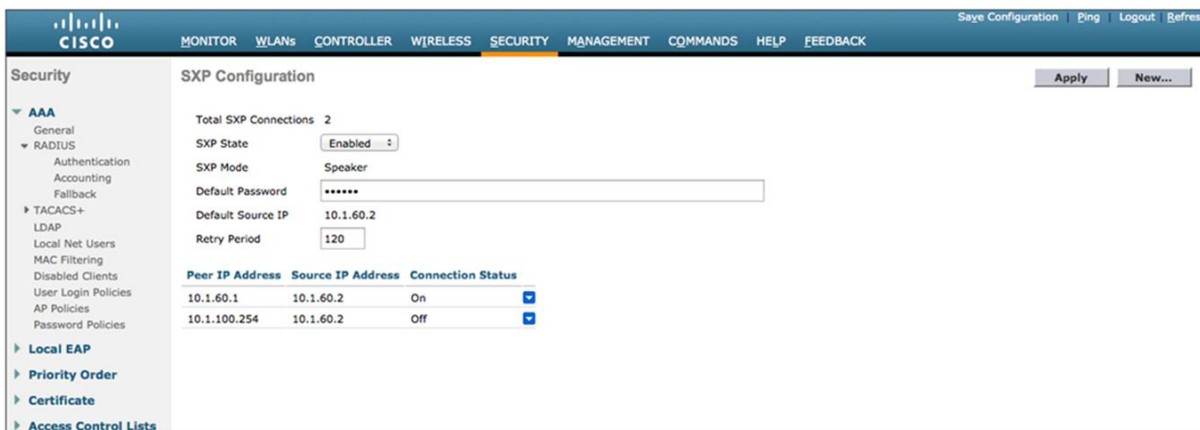 Save Configuration | Ping | Logout | Refres
CISCO
MONITOR WLANs CONTROLLER WIRELESS SECURITY MANAGEMENT COMMANDS HELP FEEDBACK
Security
SXP Configuration
Apply
New...
AAA
General
RADIUS
Authentication
Accounting
Fallback
TACACS+
LDAP
Local Net Users
MAC Filtering
Disabled Clients
User Login Policies
AP Policies
Password Policies
Local EAP
Priority Order
Certificate
Access Control Lists
Total SXP Connections 2
SXP State Enabled
SXP Mode Speaker
Default Password ••••••
Default Source IP 10.1.60.2
Retry Period 120
Peer IP Address Source IP Address Connection Status
10.1.60.1 10.1.60.2 On
10.1.100.254 10.1.60.2 Off